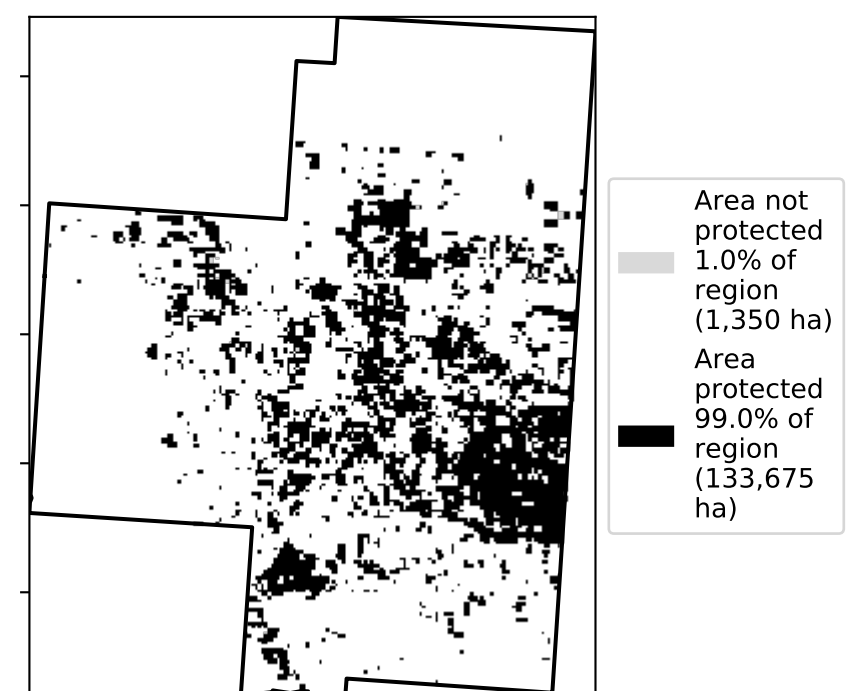 Area not
protected
1.0% of
region
(1,350 ha)
Area
protected
99.0% of
region
(133,675
ha)